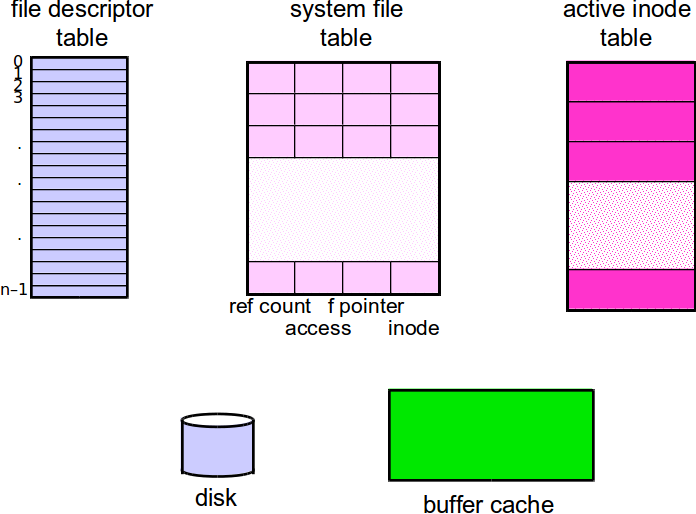 file descriptor
table
system file
table
active inode
table
0
1
2
3
.
.
.
n-1
ref count f pointer
access inode
disk
buffer cache